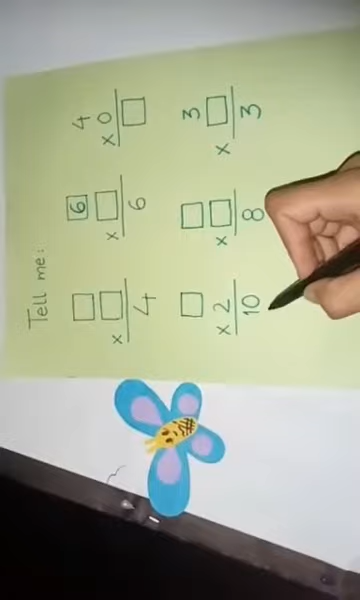 Tell me:
□ 6 4
× □ × □ × 0
4 6 □
□ □ 3
× 2 × □ × □
10 8 3